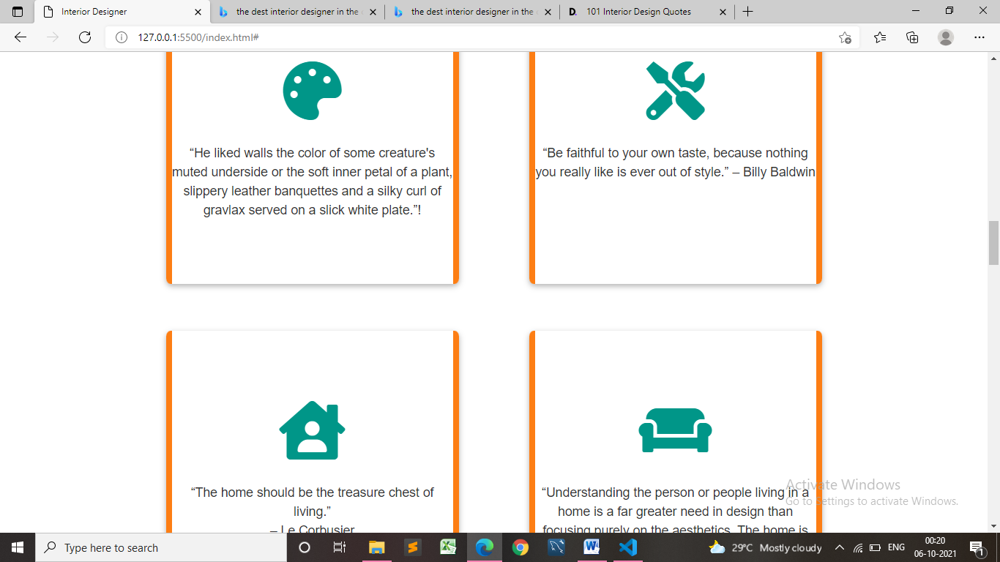 Interior Designer
the dest interior designer in the
the dest interior designer in the
D. 101 Interior Design Quotes
127.0.0.1:5500/index.html#
“He liked walls the color of some creature's
muted underside or the soft inner petal of a plant,
slippery leather banquettes and a silky curl of
gravlax served on a slick white plate.”!
“Be faithful to your own taste, because nothing
you really like is ever out of style.” – Billy Baldwin
“The home should be the treasure chest of
living.”
– Le Corbusier
“Understanding the person or people living in a
home is a far greater need in design than
focusing purely on the aesthetics. The home is
Activate Windows
Go to Settings to activate Windows.
Type here to search
29°C Mostly cloudy
ENG
00:20
06-10-2021
1